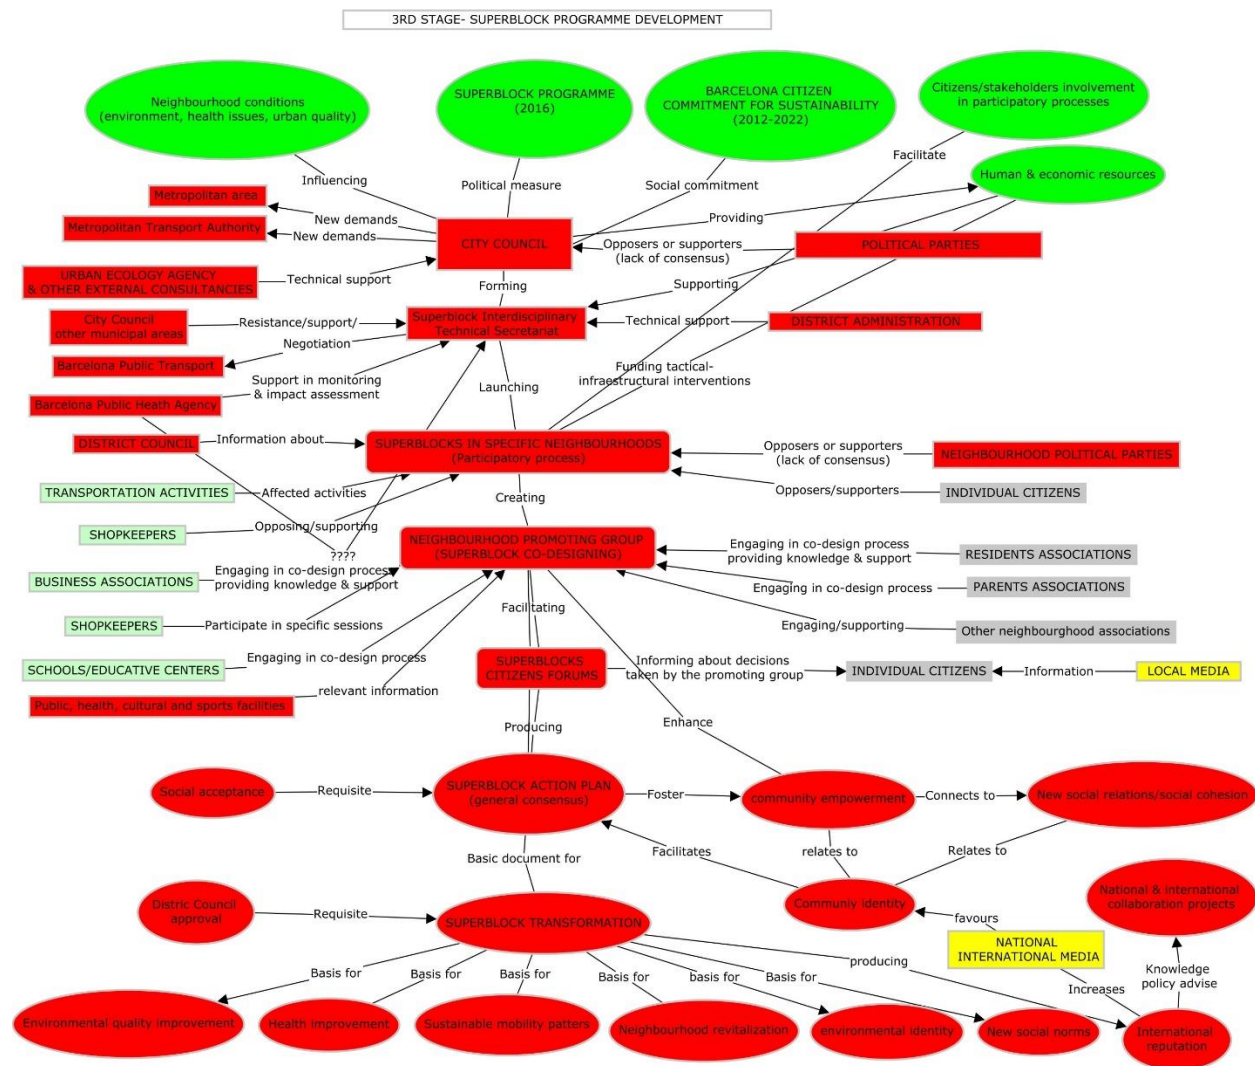 3RD STAGE- SUPERBLOCK PROGRAMME DEVELOPMENT
Neighbourhood conditions
(environment, health issues, urban quality)
SUPERBLOCK PROGRAMME
(2016)
BARCELONA CITIZEN
COMMITMENT FOR SUSTAINABILITY
(2012-2022)
Citizens/stakeholders involvement
in participatory processes
Facilitate
Human & economic resources
Influencing
Political measure
Social commitment
Providing
Metropolitan area
New demands
Metropolitan Transport Authority
New demands
CITY COUNCIL
Opposers or supporters
(lack of consensus)
POLITICAL PARTIES
URBAN ECOLOGY AGENCY
& OTHER EXTERNAL CONSULTANCIES
Technical support
Forming
Supporting
City Council
other municipal areas
Resistance/support/
Superblock Interdisciplinary
Technical Secretariat
Technical support
DISTRICT ADMINISTRATION
Negotiation
Barcelona Public Transport
Support in monitoring
& impact assessment
Launching
Funding tactical-
infraestructural interventions
Barcelona Public Heath Agency
DISTRICT COUNCIL
Information about
SUPERBLOCKS IN SPECIFIC NEIGHBOURHOODS
(Participatory process)
Opposers or supporters
(lack of consensus)
NEIGHBOURHOOD POLITICAL PARTIES
TRANSPORTATION ACTIVITIES
Affected activities
Opposers/supporters
INDIVIDUAL CITIZENS
Creating
SHOPKEEPERS
Opposing/supporting
????
NEIGHBOURHOOD PROMOTING GROUP
(SUPERBLOCK CO-DESIGNING)
Engaging in co-design process
providing knowledge & support
RESIDENTS ASSOCIATIONS
BUSINESS ASSOCIATIONS
Engaging in co-design process
providing knowledge & support
Engaging in co-design process
PARENTS ASSOCIATIONS
Facilitating
SHOPKEEPERS
Participate in specific sessions
Engaging/supporting
Other neighbourghood associations
SCHOOLS/EDUCATIVE CENTERS
Engaging in co-design process
SUPERBLOCKS
CITIZENS FORUMS
Informing about decisions
taken by the promoting group
INDIVIDUAL CITIZENS
Information
LOCAL MEDIA
Public, health, cultural and sports facilities
relevant information
Producing
Enhance
Social acceptance
Requisite
SUPERBLOCK ACTION PLAN
(general consensus)
Foster
community empowerment
Connects to
New social relations/social cohesion
Basic document for
Facilitates
relates to
Relates to
Distric Council
approval
Requisite
SUPERBLOCK TRANSFORMATION
Communly identity
National & international
collaboration projects
favours
NATIONAL
INTERNATIONAL MEDIA
producing
Basis for
Basis for
Basis for
Basis for
basis for
Basis for
Increases
Knowledge
policy advise
Environmental quality improvement
Health improvement
Sustainable mobility patters
Neighbourhood revitalization
environmental identity
New social norms
International
reputation